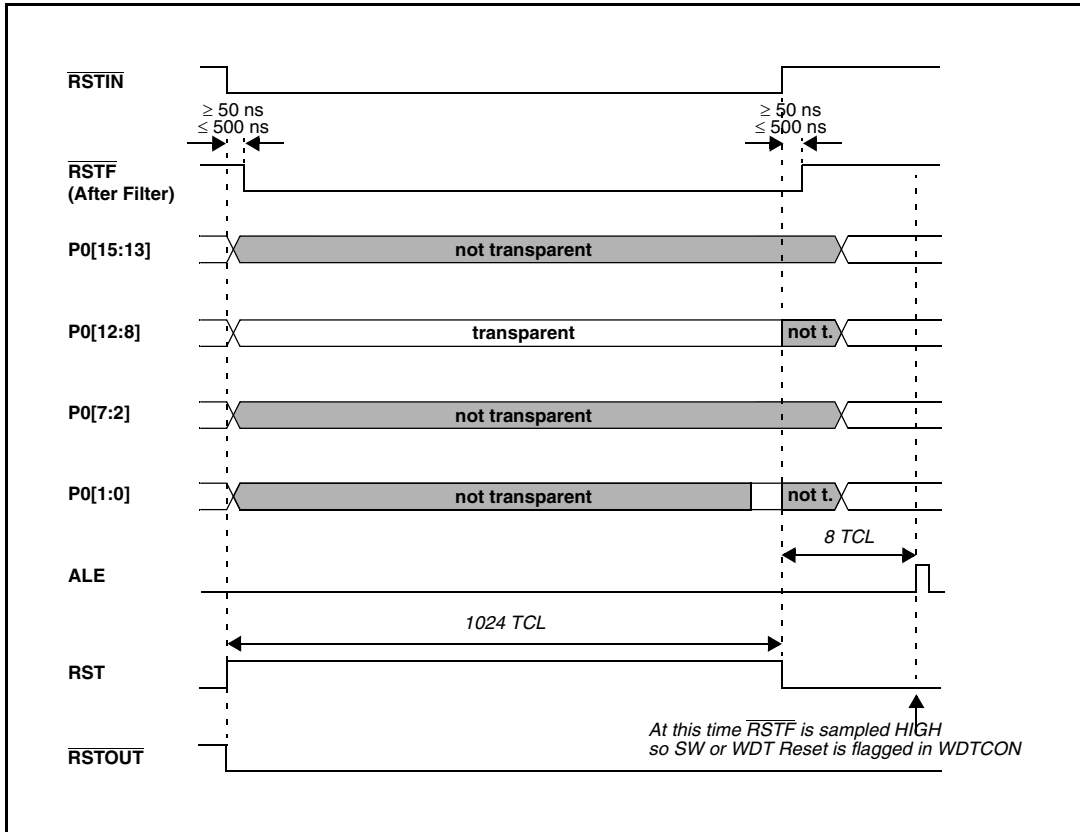 RSTIN
≥ 50 ns
≤ 500 ns
≥ 50 ns
≤ 500 ns
RSTF
(After Filter)
P0[15:13]
not transparent
P0[12:8]
transparent
not t.
P0[7:2]
not transparent
P0[1:0]
not transparent
not t.
8 TCL
ALE
1024 TCL
RST
At this time RSTF is sampled HIGH
so SW or WDT Reset is flagged in WDTCON
RSTOUT